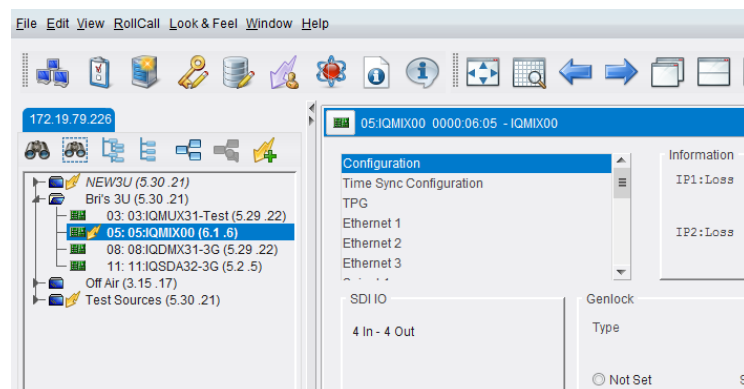 File Edit View RollCall Look & Feel Window Help
172.19.79.226
NEW3U (5.30 .21)
Bri's 3U (5.30 .21)
03: 03:IQMUX31-Test (5.29 .22)
05: 05:IQMIX00 (6.1 .6)
08: 08:IQDMX31-3G (5.29 .22)
11: 11:IQSDA32-3G (5.2 .5)
Off Air (3.15 .17)
Test Sources (5.30 .21)
05:IQMIX00 0000:06:05 - IQMIX00
Configuration
Time Sync Configuration
TPG
Ethernet 1
Ethernet 2
Ethernet 3
Information
IP1:Loss
IP2:Loss
SDI IO
4 In - 4 Out
Genlock
Type
Not Set